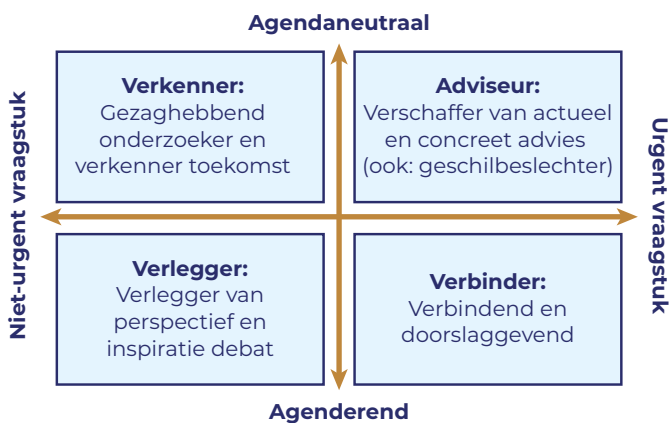 Agendaneutraal
Niet-urgent vraagstuk
Verkenner:
Gezaghebbend
onderzoeker en
verkenner toekomst
Adviseur:
Verschaffer van actueel
en concreet advies
(ook: geschilbeslechter)
Urgent vraagstuk
Verlegger:
Verlegger van
perspectief en
inspiratie debat
Verbinder:
Verbindend en
doorslaggevend
Agenderend